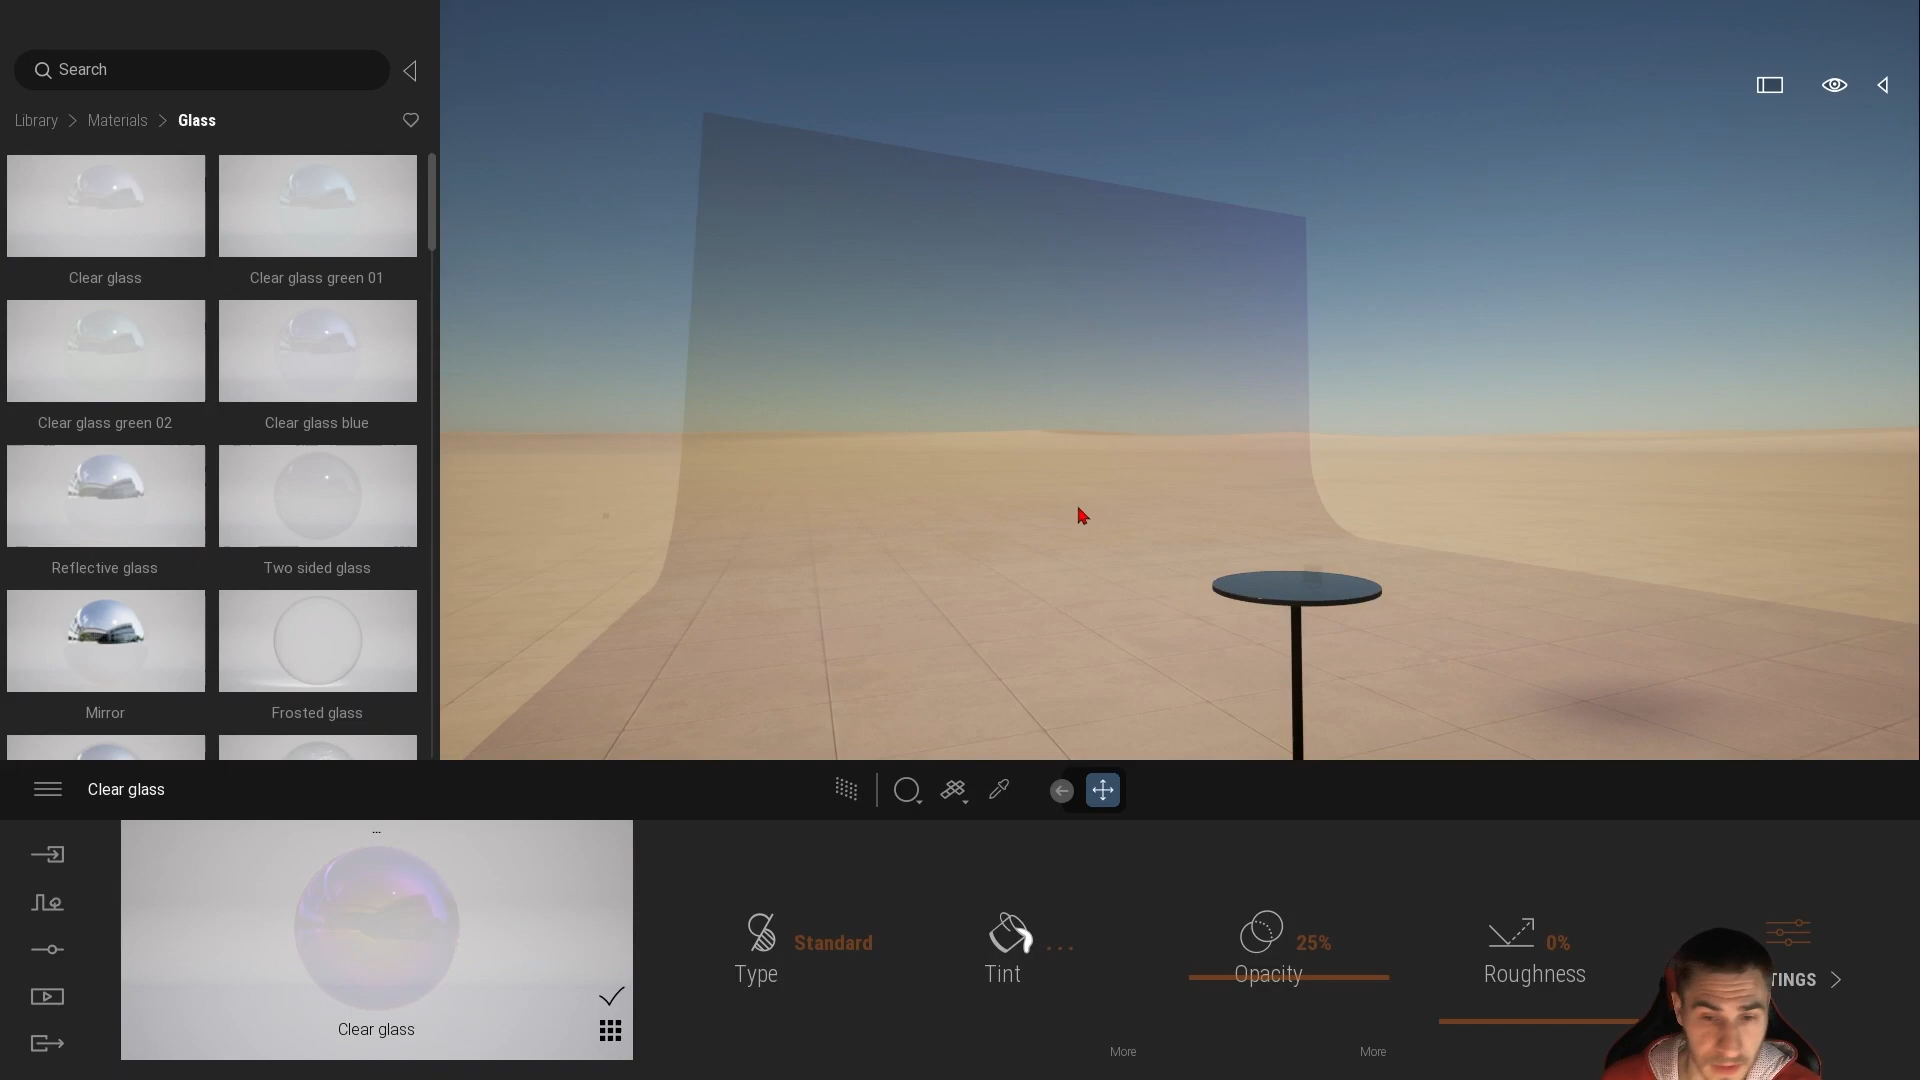 Search
Library > Materials > Glass
Clear glass
Clear glass green 01
Clear glass green 02
Clear glass blue
Reflective glass
Two sided glass
Mirror
Frosted glass
Clear glass
...
Clear glass
Standard
Type
...
Tint
25%
Opacity
0%
Roughness
TINGS >
More
More